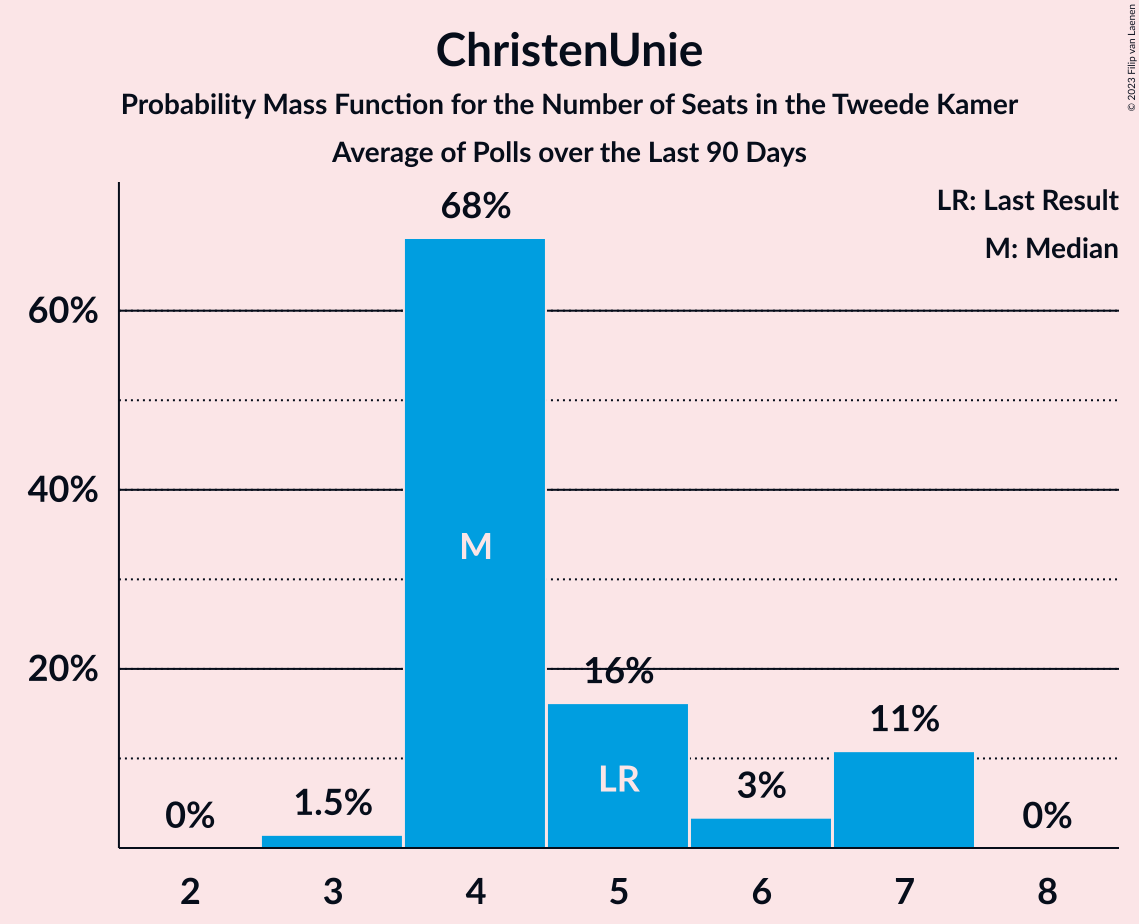 ChristenUnie
Probability Mass Function for the Number of Seats in the Tweede Kamer
Average of Polls over the Last 90 Days
© 2023 Filip van Laenen
LR: Last Result
M: Median
68%
60%
40%
M
20%
16%
11%
LR
3%
1.5%
0%
0%
2 3 4 5 6 7 8